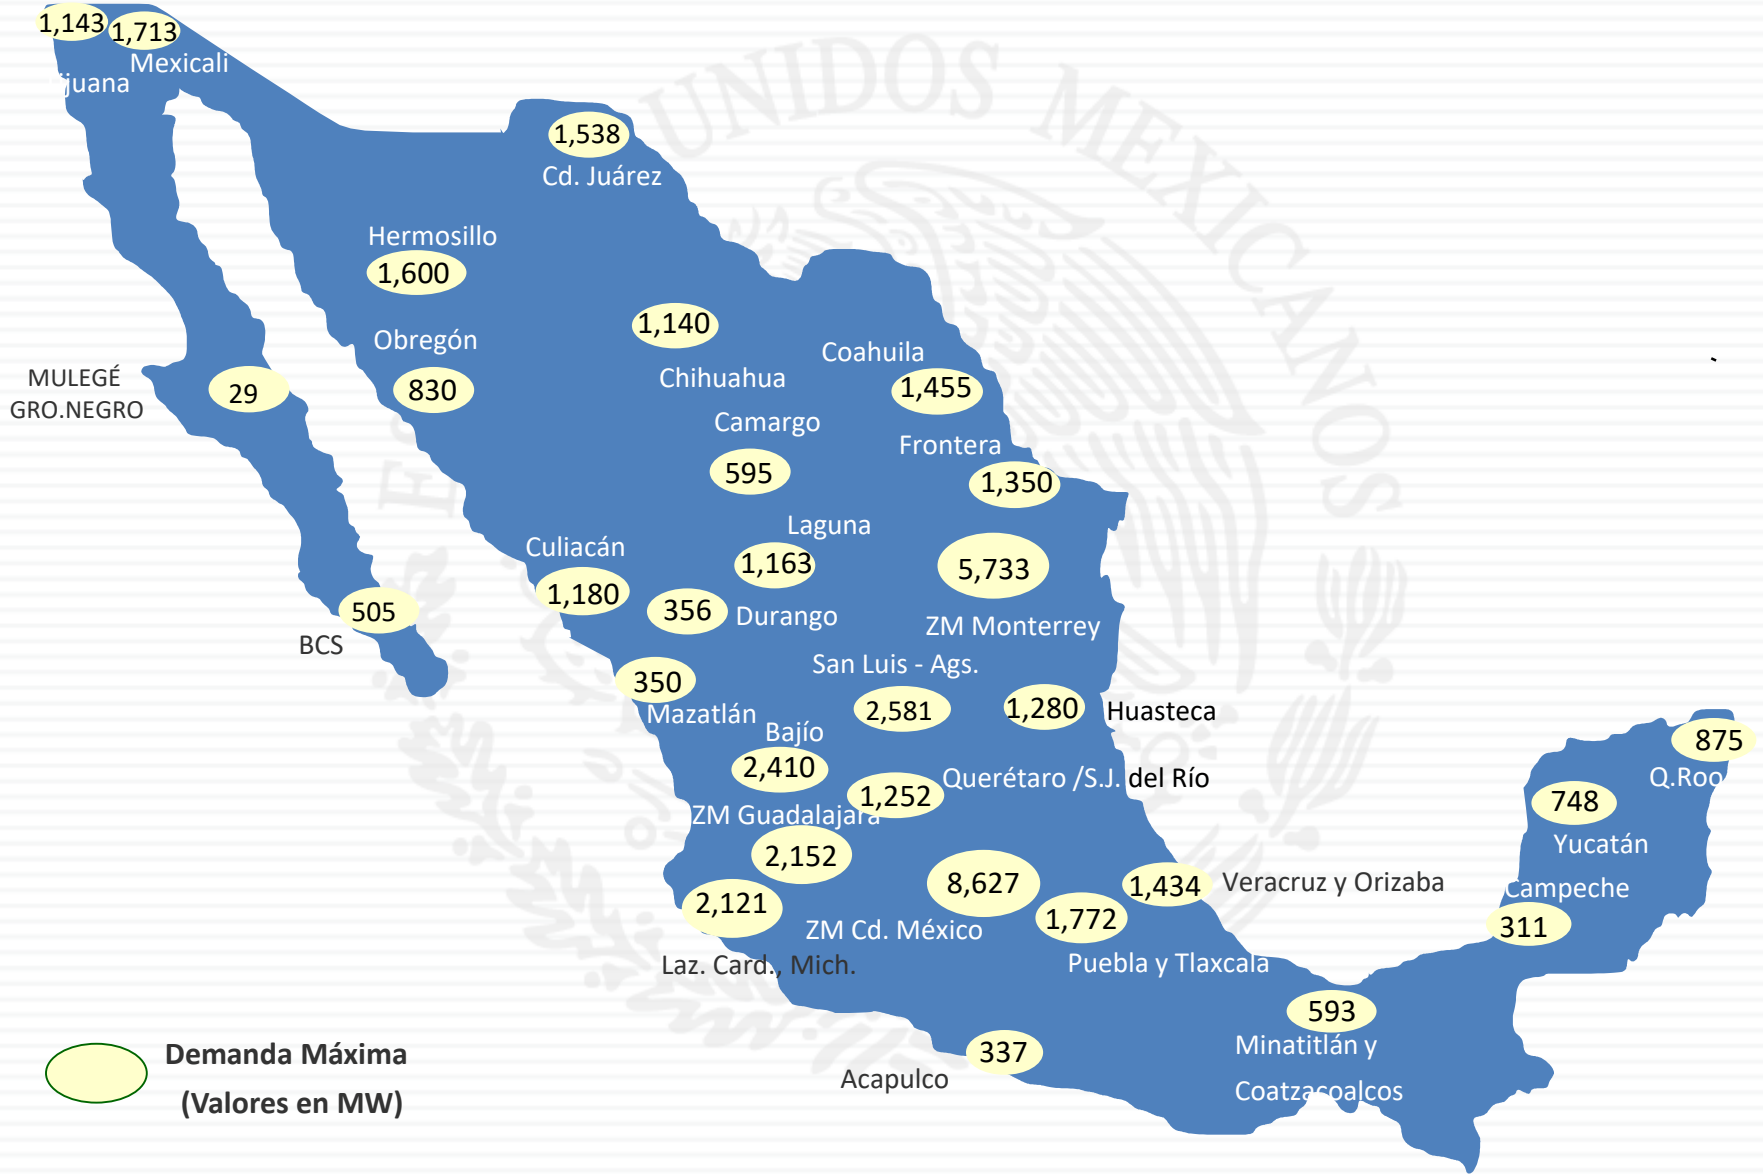 1,143
1,713
Mexicali
ijuana
UNIDOS MEXICANOS
1,538
Cd. Juárez
Hermosillo
1,600
1,140
Chihuahua
Obregón
830
Coahuila
1,455
MULEGÉ
GRO.NEGRO
29
Camargo
595
Frontera
1,350
Laguna
1,163
Culiacán
1,180
5,733
ZM Monterrey
356
Durango
505
BCS
350
Mazatlán
San Luis - Ags.
2,581
1,280
Huasteca
Bajío
2,410
Querétaro /S.J. del Río
1,252
875
Q.Roo
748
Yucatán
ZM Guadalajara
2,152
8,627
ZM Cd. México
1,434
Veracruz y Orizaba
Campeche
311
2,121
Laz. Card., Mich.
1,772
Puebla y Tlaxcala
593
Minatitlán y
Coatzacoalcos
337
Acapulco
Demanda Máxima
(Valores en MW)